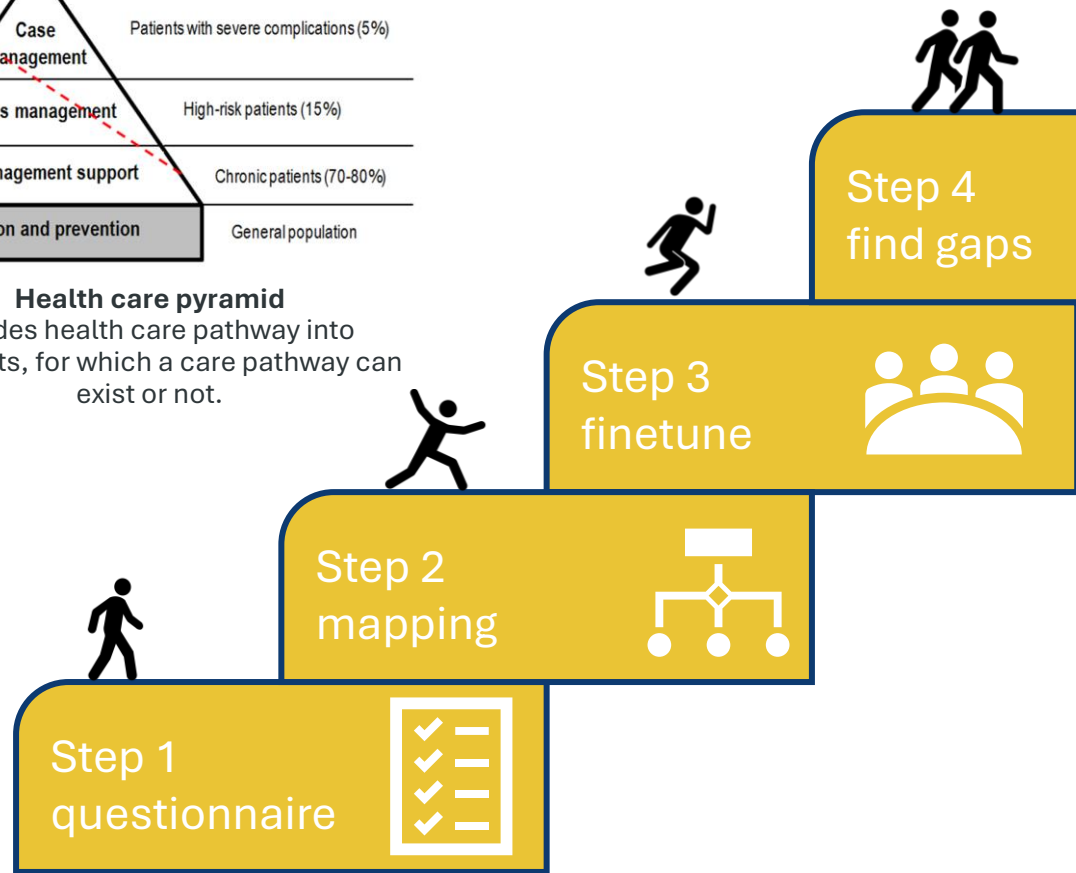 Case
anagement
Patients with severe complications (5%)
s management
High-risk patients (15%)
nagement support
Chronic patients (70-80%)
on and prevention
General population
Health care pyramid
des health care pathway into
ts, for which a care pathway can
exist or not.
Step 4
find gaps
Step 3
finetune
Step 2
mapping
Step 1
questionnaire